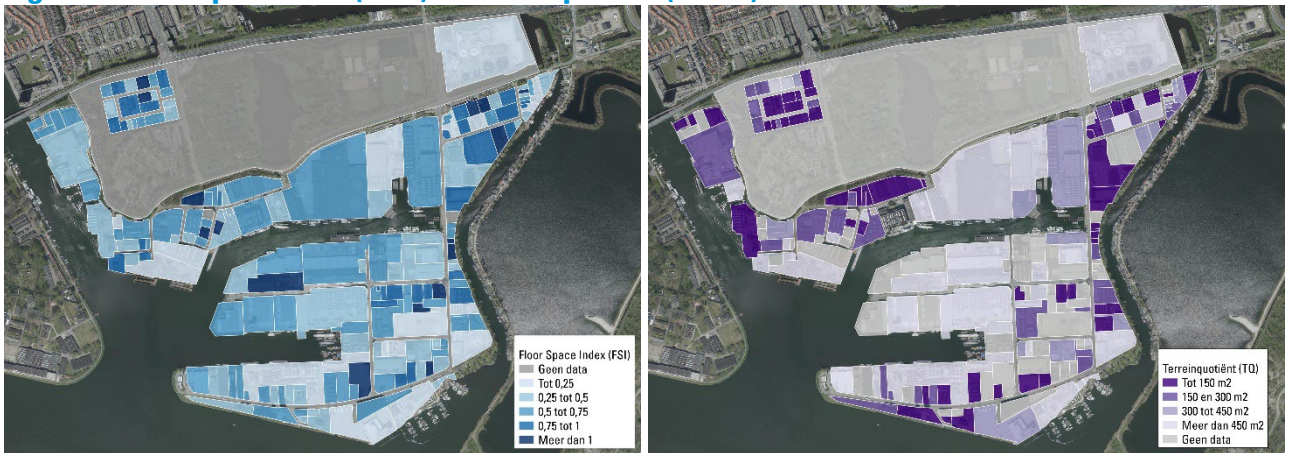 Floor Space Index (FSI)
Geen data
Tot 0,25
0,25 tot 0,5
0,5 tot 0,75
0,75 tot 1
Meer dan 1
Terreinquotiënt (TQ)
Tot 150 m2
150 en 300 m2
300 tot 450 m2
Meer dan 450 m2
Geen data